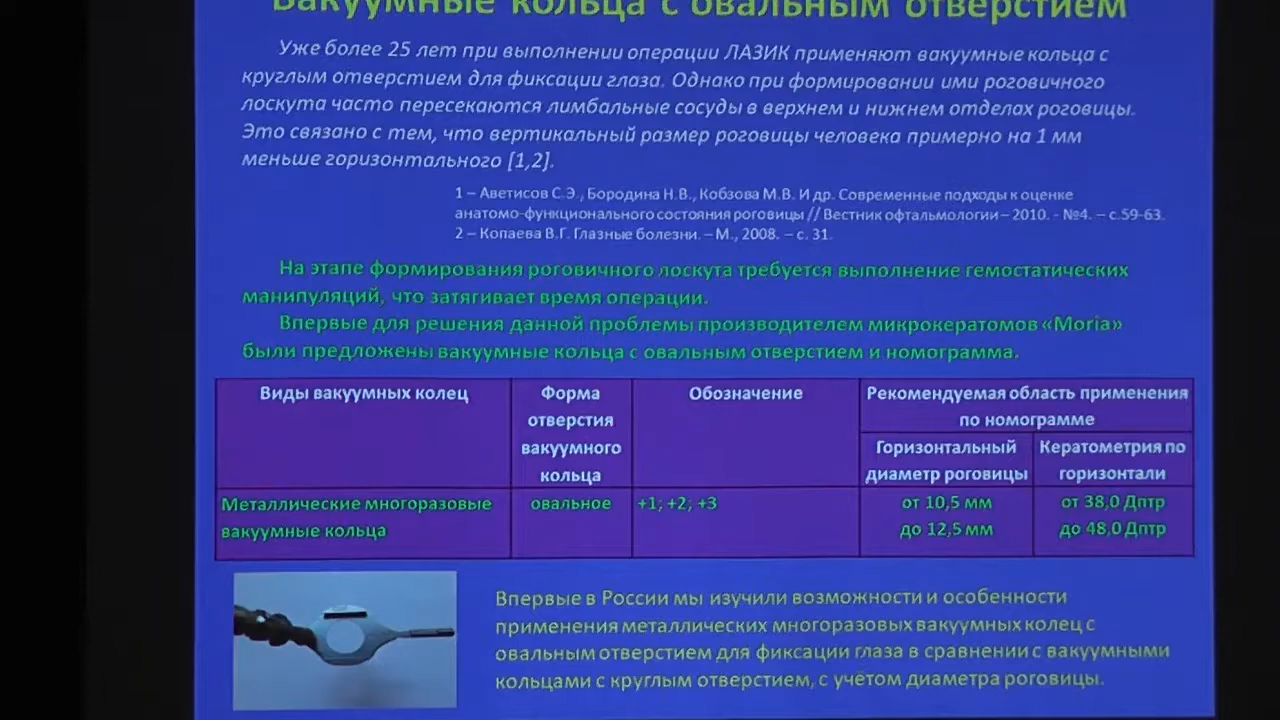 Вакуумные кольца с овальным отверстием
Уже более 25 лет при выполнении операции ЛАЗИК применяют вакуумные кольца с
круглым отверстием для фиксации глаза. Однако при формировании ими роговичного
лоскута часто пересекаются лимбальные сосуды в верхнем и нижнем отделах роговицы.
Это связано с тем, что вертикальный размер роговицы человека примерно на 1 мм
меньше горизонтального [1,2].
1 – Аветисов С.Э., Бородина Н.В., Кобзова М.В. И др. Современные подходы к оценке
анатомо-функционального состояния роговицы // Вестник офтальмологии – 2010. - №4. – с.59-63.
2 – Копаева В.Г. Глазные болезни. – М., 2008. – с. 31.
На этапе формирования роговичного лоскута требуется выполнение гемостатических
манипуляций, что затягивает время операции.
Впервые для решения данной проблемы производителем микрокератомов «Moria»
были предложены вакуумные кольца с овальным отверстием и номограмма.
Виды вакуумных колец
Форма
отверстия
вакуумного
кольца
Обозначение
Рекомендуемая область применения
по номограмме
Горизонтальный
диаметр роговицы
Кератометрия по
горизонтали
Металлические многоразовые
вакуумные кольца
овальное
+1; +2; +3
от 10,5 мм
до 12,5 мм
от 38,0 Дптр
до 48,0 Дптр
Впервые в России мы изучили возможности и особенности
применения металлических многоразовых вакуумных колец с
овальным отверстием для фиксации глаза в сравнении с вакуумными
кольцами с круглым отверстием, с учётом диаметра роговицы.